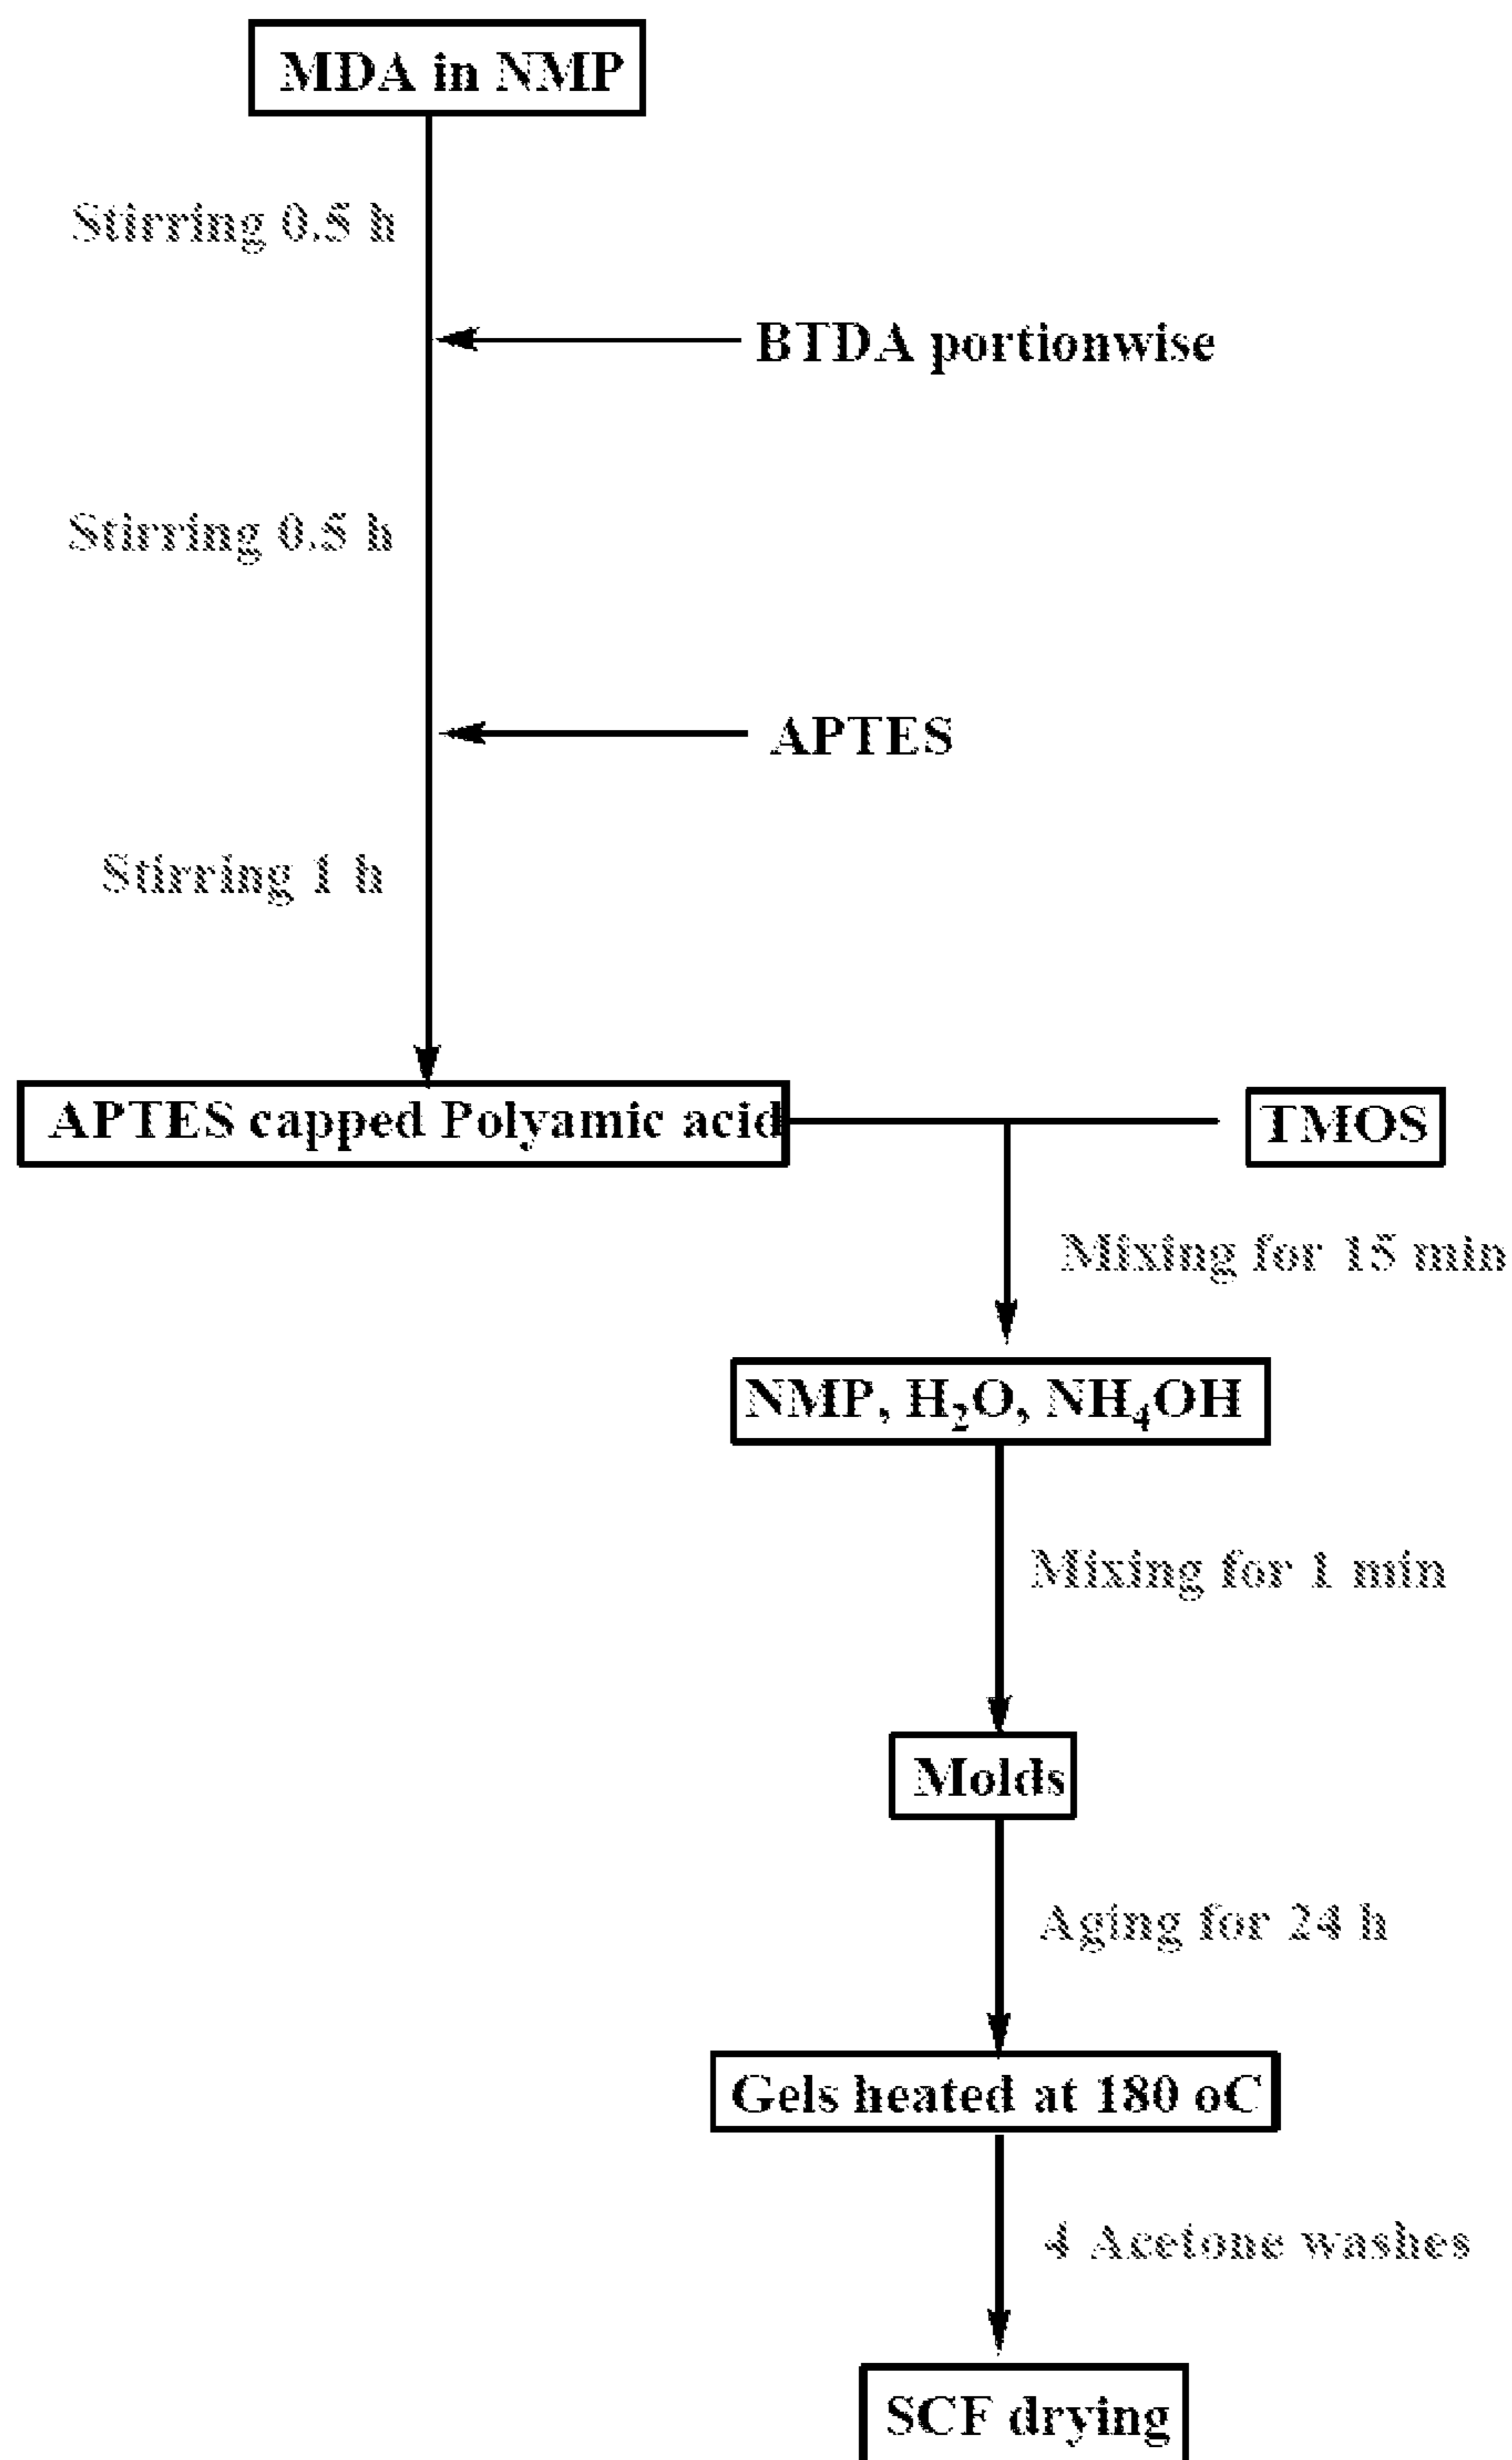 MDA in NMP
Stirring 0.5 h
BTDA portionwise
Stirring 0.5 h
APTES
Stirring 1 h
APTES capped Polyamic acid
TMOS
Mixing for 15 min
NMP, H₂O, NH₄OH
Mixing for 1 min
Molds
Aging for 24 h
Gels heated at 180 oC
4 Acetone washes
SCF drying